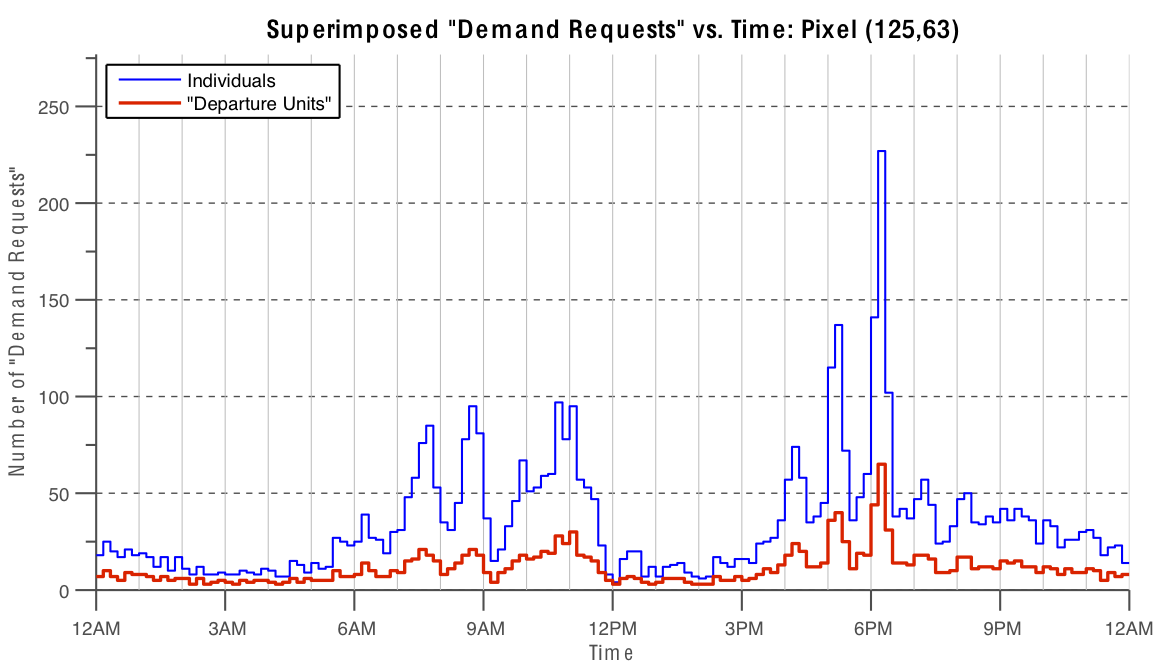 Superimposed "Demand Requests" vs. Time: Pixel (125,63)
Individuals
"Departure Units"
Number of "Demand Requests"
250
200
150
100
50
0
12AM 3AM 6AM 9AM 12PM 3PM 6PM 9PM 12AM
Time